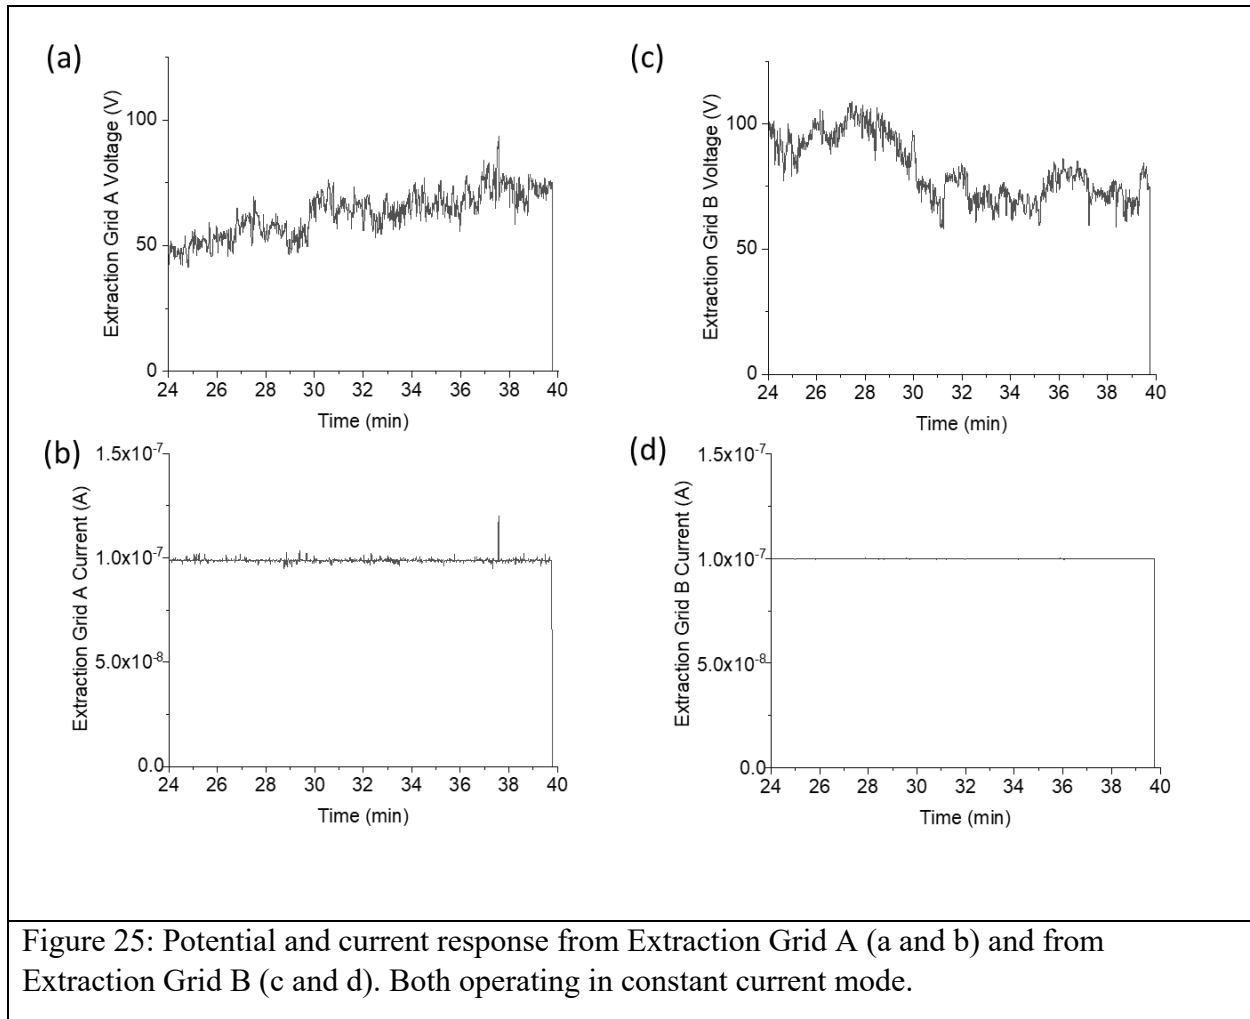 (a)
Extraction Grid A Voltage (V)
100
50
0
24 26 28 30 32 34 36 38 40
Time (min)
(c)
Extraction Grid B Voltage (V)
100
50
0
24 26 28 30 32 34 36 38 40
Time (min)
(b)
Extraction Grid A Current (A)
1.5x10⁻⁷
1.0x10⁻⁷
5.0x10⁻⁸
0.0
24 26 28 30 32 34 36 38 40
Time (min)
(d)
Extraction Grid B Current (A)
1.5x10⁻⁷
1.0x10⁻⁷
5.0x10⁻⁸
0.0
24 26 28 30 32 34 36 38 40
Time (min)
Figure 25: Potential and current response from Extraction Grid A (a and b) and from
Extraction Grid B (c and d). Both operating in constant current mode.